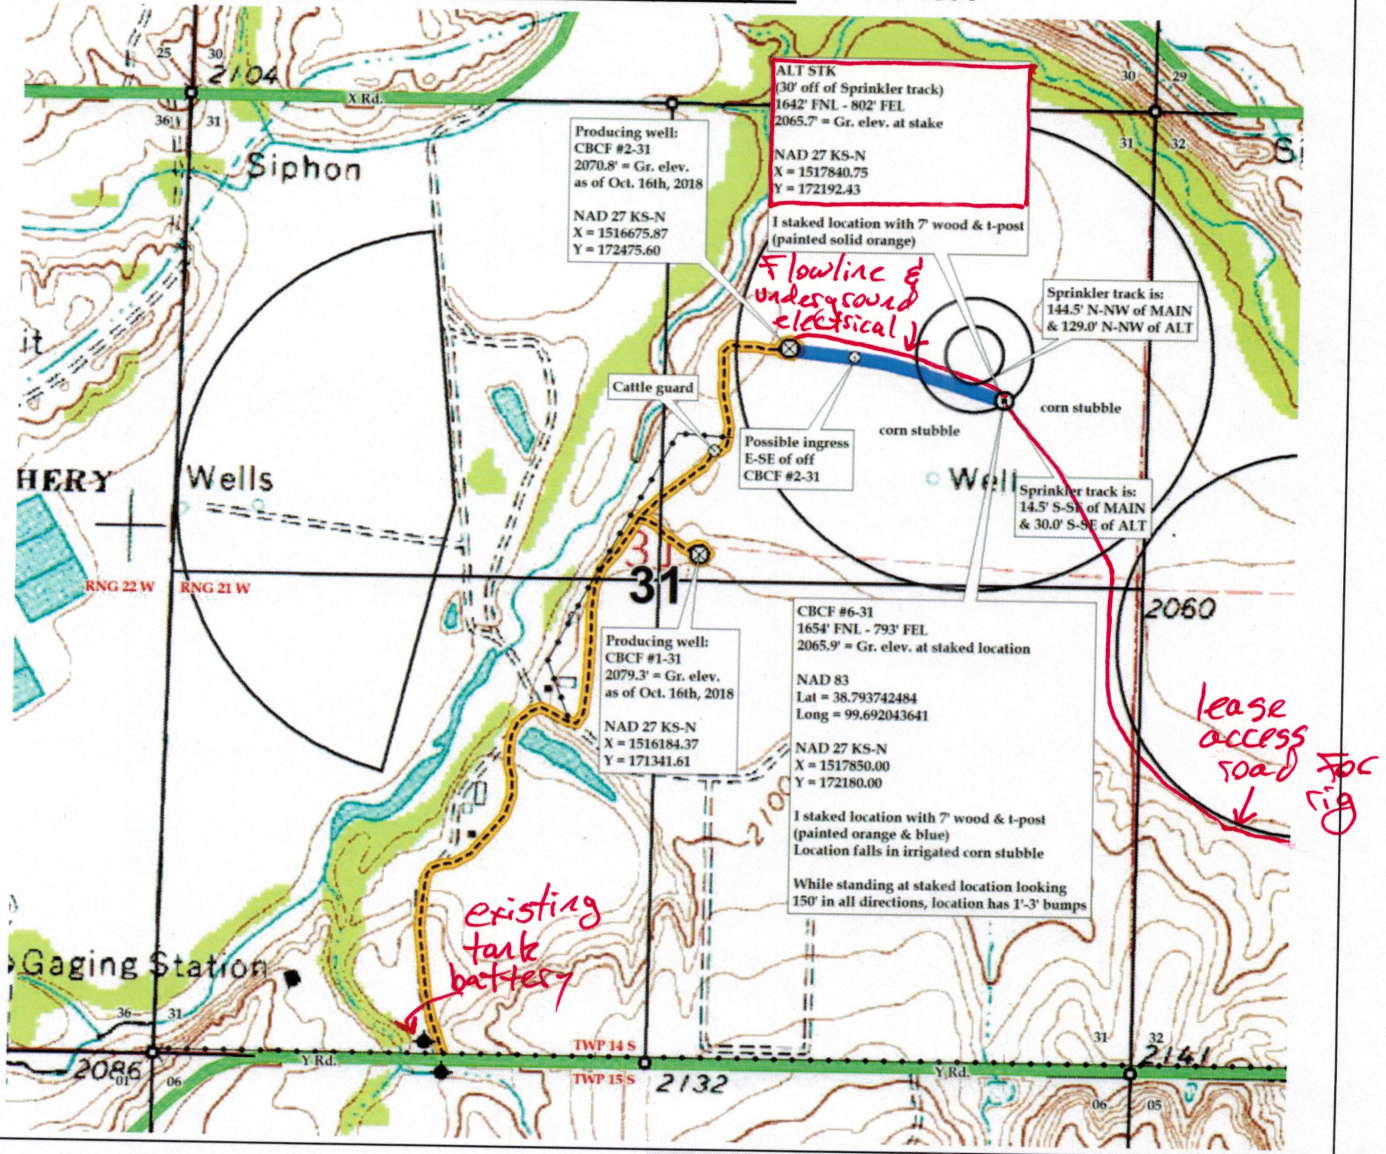 25
30
2104
30
29
X Rd.
36
31
31
32
Siphon
Si
ALT STK
(30' off of Sprinkler track)
1642' FNL - 802' FEL
2065.7' = Gr. elev. at stake
NAD 27 KS-N
X = 1517840.75
Y = 172192.43
I staked location with 7' wood & t-post
(painted solid orange)
Producing well:
CBCF #2-31
2070.8' = Gr. elev.
as of Oct. 16th, 2018
NAD 27 KS-N
X = 1516675.87
Y = 172475.60
Flowline &
underground
electrical
Sprinkler track is:
144.5' N-NW of MAIN
& 129.0' N-NW of ALT
it
Cattle guard
corn stubble
corn stubble
Possible ingress
E-SE of off
CBCF #2-31
HERY
Wells
Well
Sprinkler track is:
14.5' S-SE of MAIN
& 30.0' S-SE of ALT
31
31
RNG 22 W
RNG 21 W
2060
Producing well:
CBCF #1-31
2079.3' = Gr. elev.
as of Oct. 16th, 2018
NAD 27 KS-N
X = 1516184.37
Y = 171341.61
CBCF #6-31
1654' FNL - 793' FEL
2065.9' = Gr. elev. at staked location
NAD 83
Lat = 38.793742484
Long = 99.692043641
NAD 27 KS-N
X = 1517850.00
Y = 172180.00
I staked location with 7' wood & t-post
(painted orange & blue)
Location falls in irrigated corn stubble
While standing at staked location looking
150' in all directions, location has 1'-3' bumps
lease
access
road For
rig
2100
existing
tank
battery
Gaging Station
36
31
31
32
TWP 14 S
2086
01
06
Y Rd.
TWP 15 S
2132
Y Rd.
2141
06
05